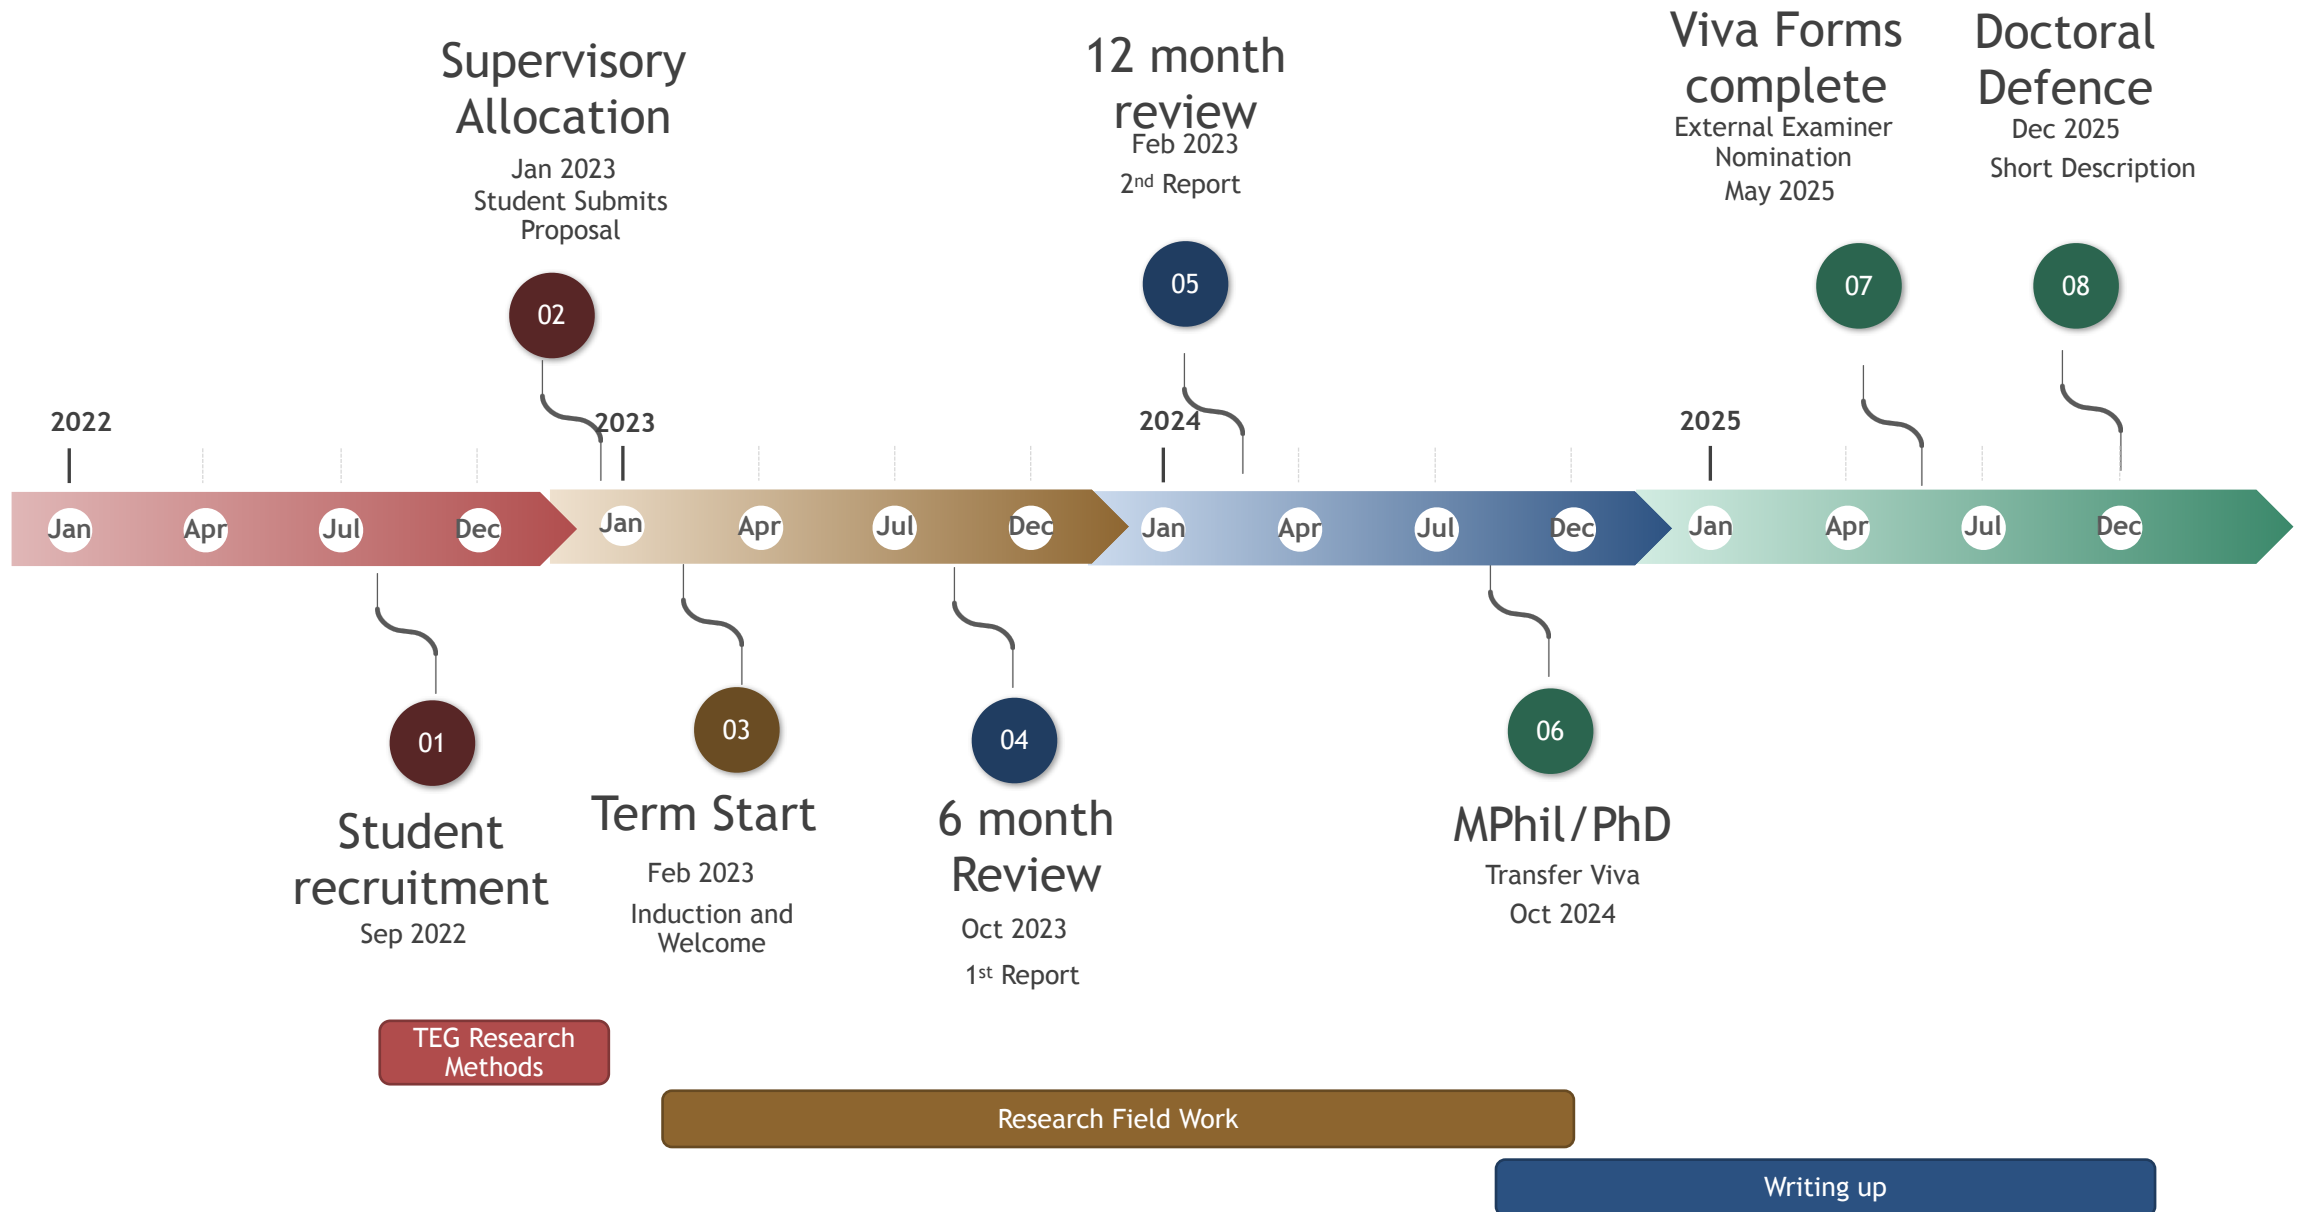 Supervisory
Allocation
Jan 2023
Student Submits
Proposal
12 month
review
Feb 2023
2nd Report
Viva Forms
complete
External Examiner
Nomination
May 2025
Doctoral
Defence
Dec 2025
Short Description
02
05
07
08
2022
2023
2024
2025
Jan Apr Jul Dec Jan Apr Jul Dec Jan Apr Jul Dec Jan Apr Jul Dec
01
Student
recruitment
Sep 2022
03
Term Start
Feb 2023
Induction and
Welcome
04
6 month
Review
Oct 2023
1st Report
06
MPhil/PhD
Transfer Viva
Oct 2024
TEG Research
Methods
Research Field Work
Writing up